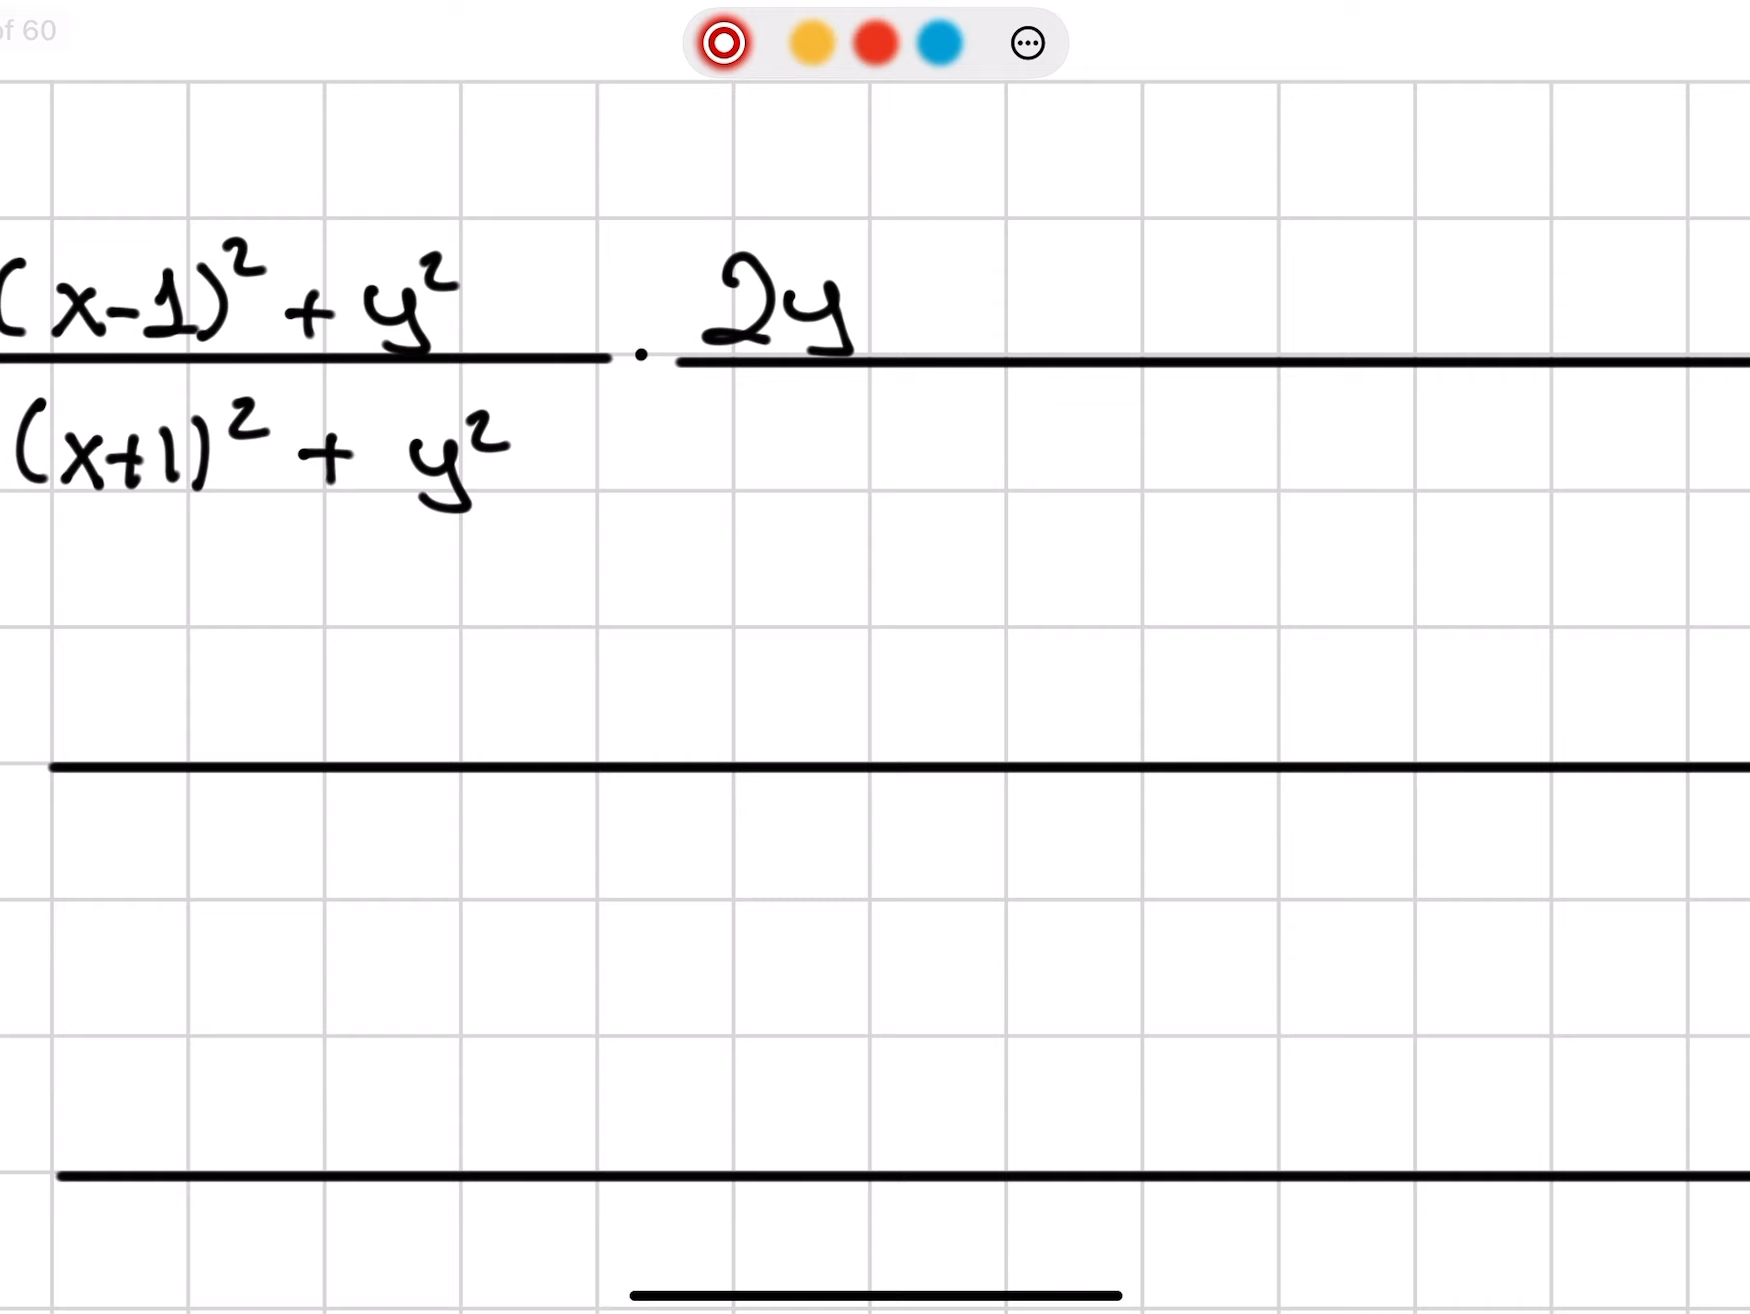 of 60
(x-1)² + y² · 2y
(x+1)² + y²